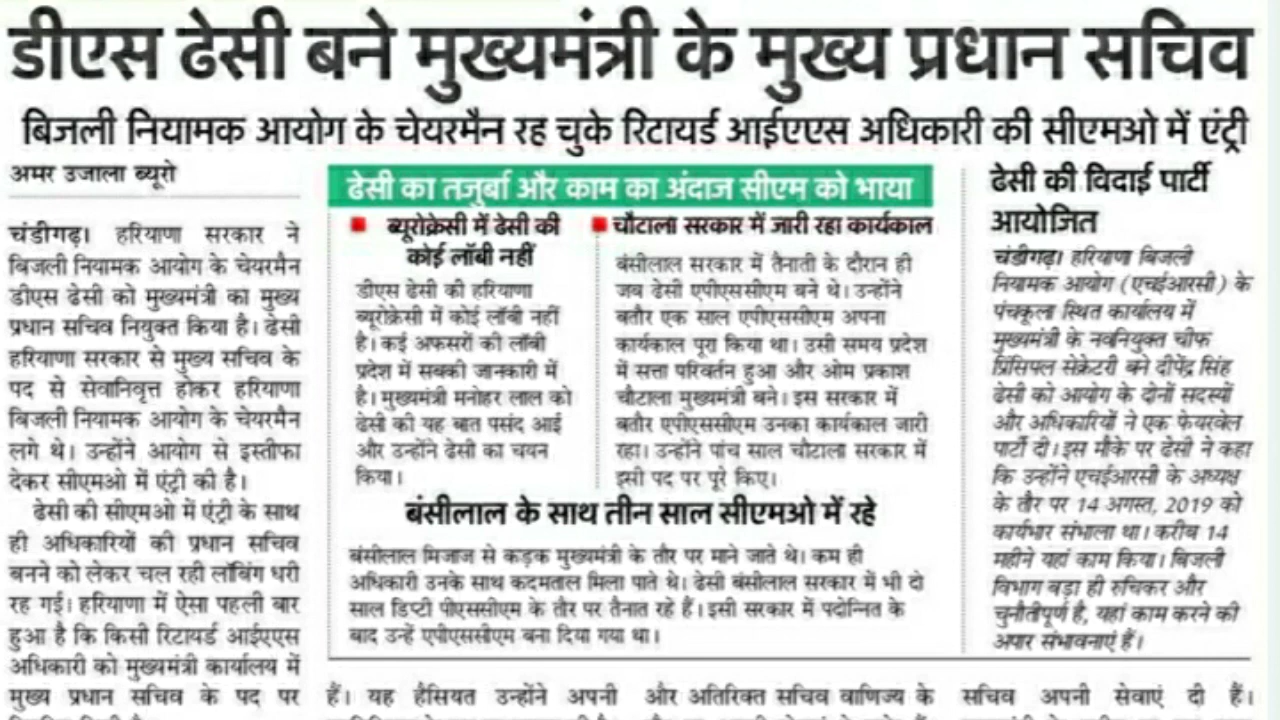 डीएस ढेसी बने मुख्यमंत्री के मुख्य प्रधान सचिव
बिजली नियामक आयोग के चेयरमैन रह चुके रिटायर्ड आईएएस अधिकारी की सीएमओ में एंट्री
अमर उजाला ब्यूरो
चंडीगढ़। हरियाणा सरकार ने
बिजली नियामक आयोग के चेयरमैन
डीएस ढेसी को मुख्यमंत्री का मुख्य
प्रधान सचिव नियुक्त किया है। ढेसी
हरियाणा सरकार से मुख्य सचिव के
पद से सेवानिवृत्त होकर हरियाणा
बिजली नियामक आयोग के चेयरमैन
लगे थे। उन्होंने आयोग से इस्तीफा
देकर सीएमओ में एंट्री की है।
ढेसी की सीएमओ में एंट्री के साथ
ही अधिकारियों की प्रधान सचिव
बनने को लेकर चल रही लॉबिंग धरी
रह गई। हरियाणा में ऐसा पहली बार
हुआ है कि किसी रिटायर्ड आईएएस
अधिकारी को मुख्यमंत्री कार्यालय में
मुख्य प्रधान सचिव के पद पर
ढेसी का तजुर्बा और काम का अंदाज सीएम को भाया
ब्यूरोक्रेसी में ढेसी की
कोई लॉबी नहीं
डीएस ढेसी की हरियाणा
ब्यूरोक्रेसी में कोई लॉबी नहीं
है। कई अफसरों की लॉबी
प्रदेश में सबकी जानकारी में
है। मुख्यमंत्री मनोहर लाल को
ढेसी की यह बात पसंद आई
और उन्होंने ढेसी का चयन
किया।
चौटाला सरकार में जारी रहा कार्यकाल
बंसीलाल सरकार में तैनाती के दौरान ही
जब ढेसी एपीएससीएम बने थे। उन्होंने
बतौर एक साल एपीएससीएम अपना
कार्यकाल पूरा किया था। उसी समय प्रदेश
में सत्ता परिवर्तन हुआ और ओम प्रकाश
चौटाला मुख्यमंत्री बने। इस सरकार में
बतौर एपीएससीएम उनका कार्यकाल जारी
रहा। उन्होंने पांच साल चौटाला सरकार में
इसी पद पर पूरे किए।
बंसीलाल के साथ तीन साल सीएमओ में रहे
बंसीलाल मिजाज से कड़क मुख्यमंत्री के तौर पर माने जाते थे। कम ही
अधिकारी उनके साथ कदमताल मिला पाते थे। ढेसी बंसीलाल सरकार में भी दो
साल डिप्टी पीएससीएम के तौर पर तैनात रहें हैं। इसी सरकार में पदोन्नित के
बाद उन्हें एपीएससीएम बना दिया गया था।
ढेसी की विदाई पार्टी
आयोजित
चंडीगढ़। हरियाणा बिजली
नियामक आयोग (एचईआरसी) के
पंचकूला स्थित कार्यालय में
मुख्यमंत्री के नवनियुक्त चीफ
प्रिंसिपल सेक्रेटरी बने दीपेंद्र सिंह
ढेसी को आयोग के दोनों सदस्यों
और अधिकारियों ने एक फेयरवेल
पार्टी दी। इस मौके पर ढेसी ने कहा
कि उन्होंने एचईआरसी के अध्यक्ष
के तौर पर 14 अगस्त, 2019 को
कार्यभार संभाला था। करीब 14
महीने यहां काम किया। बिजली
विभाग बड़ा ही रुचिकर और
चुनौतीपूर्ण है, यहां काम करने की
अपार संभावनाएं हैं।
हैं। यह हैसियत उन्होंने अपनी
और अतिरिक्त सचिव वाणिज्य के
सचिव अपनी सेवाएं दी हैं।